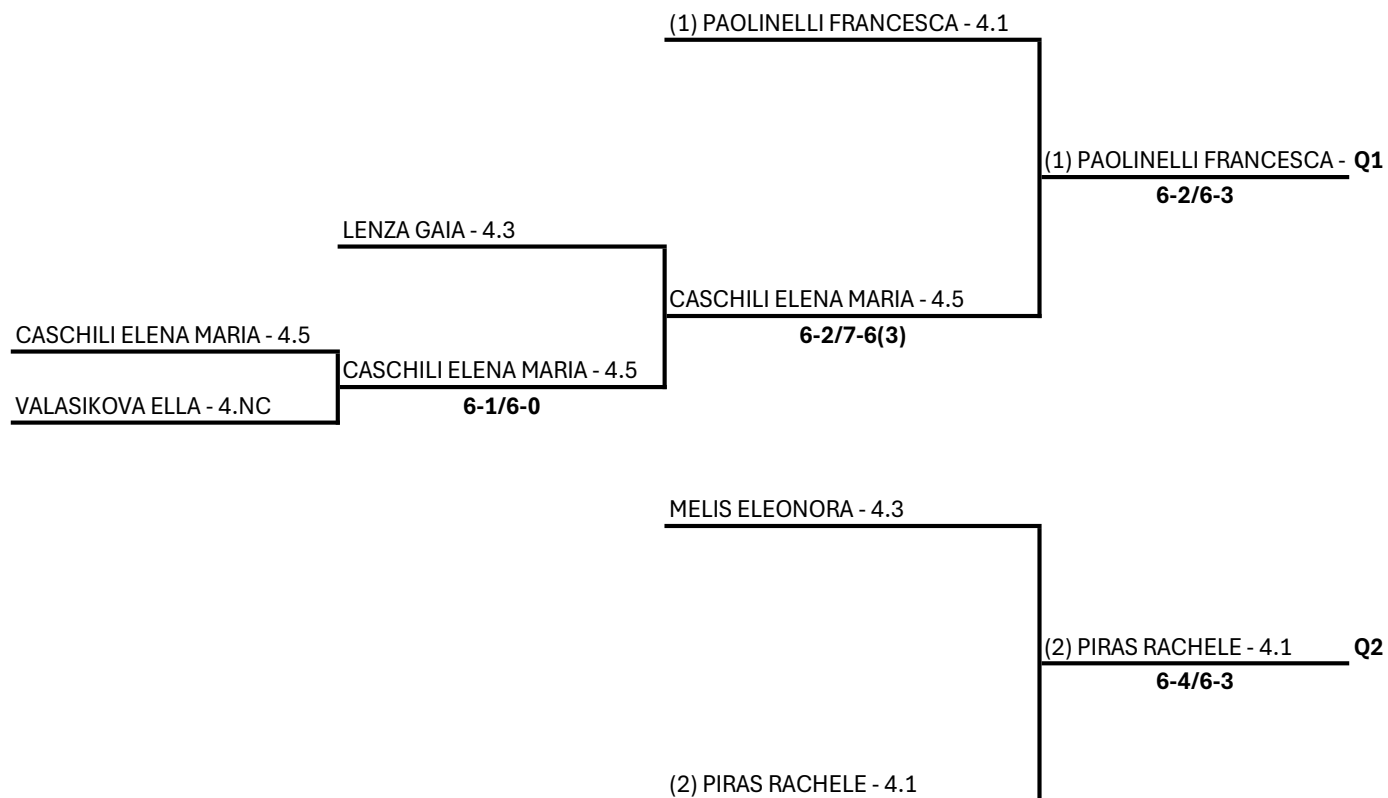 (1) PAOLINELLI FRANCESCA - 4.1
(1) PAOLINELLI FRANCESCA - Q1
6-2/6-3
LENZA GAIA - 4.3
CASCHILI ELENA MARIA - 4.5
6-2/7-6(3)
CASCHILI ELENA MARIA - 4.5
CASCHILI ELENA MARIA - 4.5
6-1/6-0
VALASIKOVA ELLA - 4.NC
MELIS ELEONORA - 4.3
(2) PIRAS RACHELE - 4.1 Q2
6-4/6-3
(2) PIRAS RACHELE - 4.1